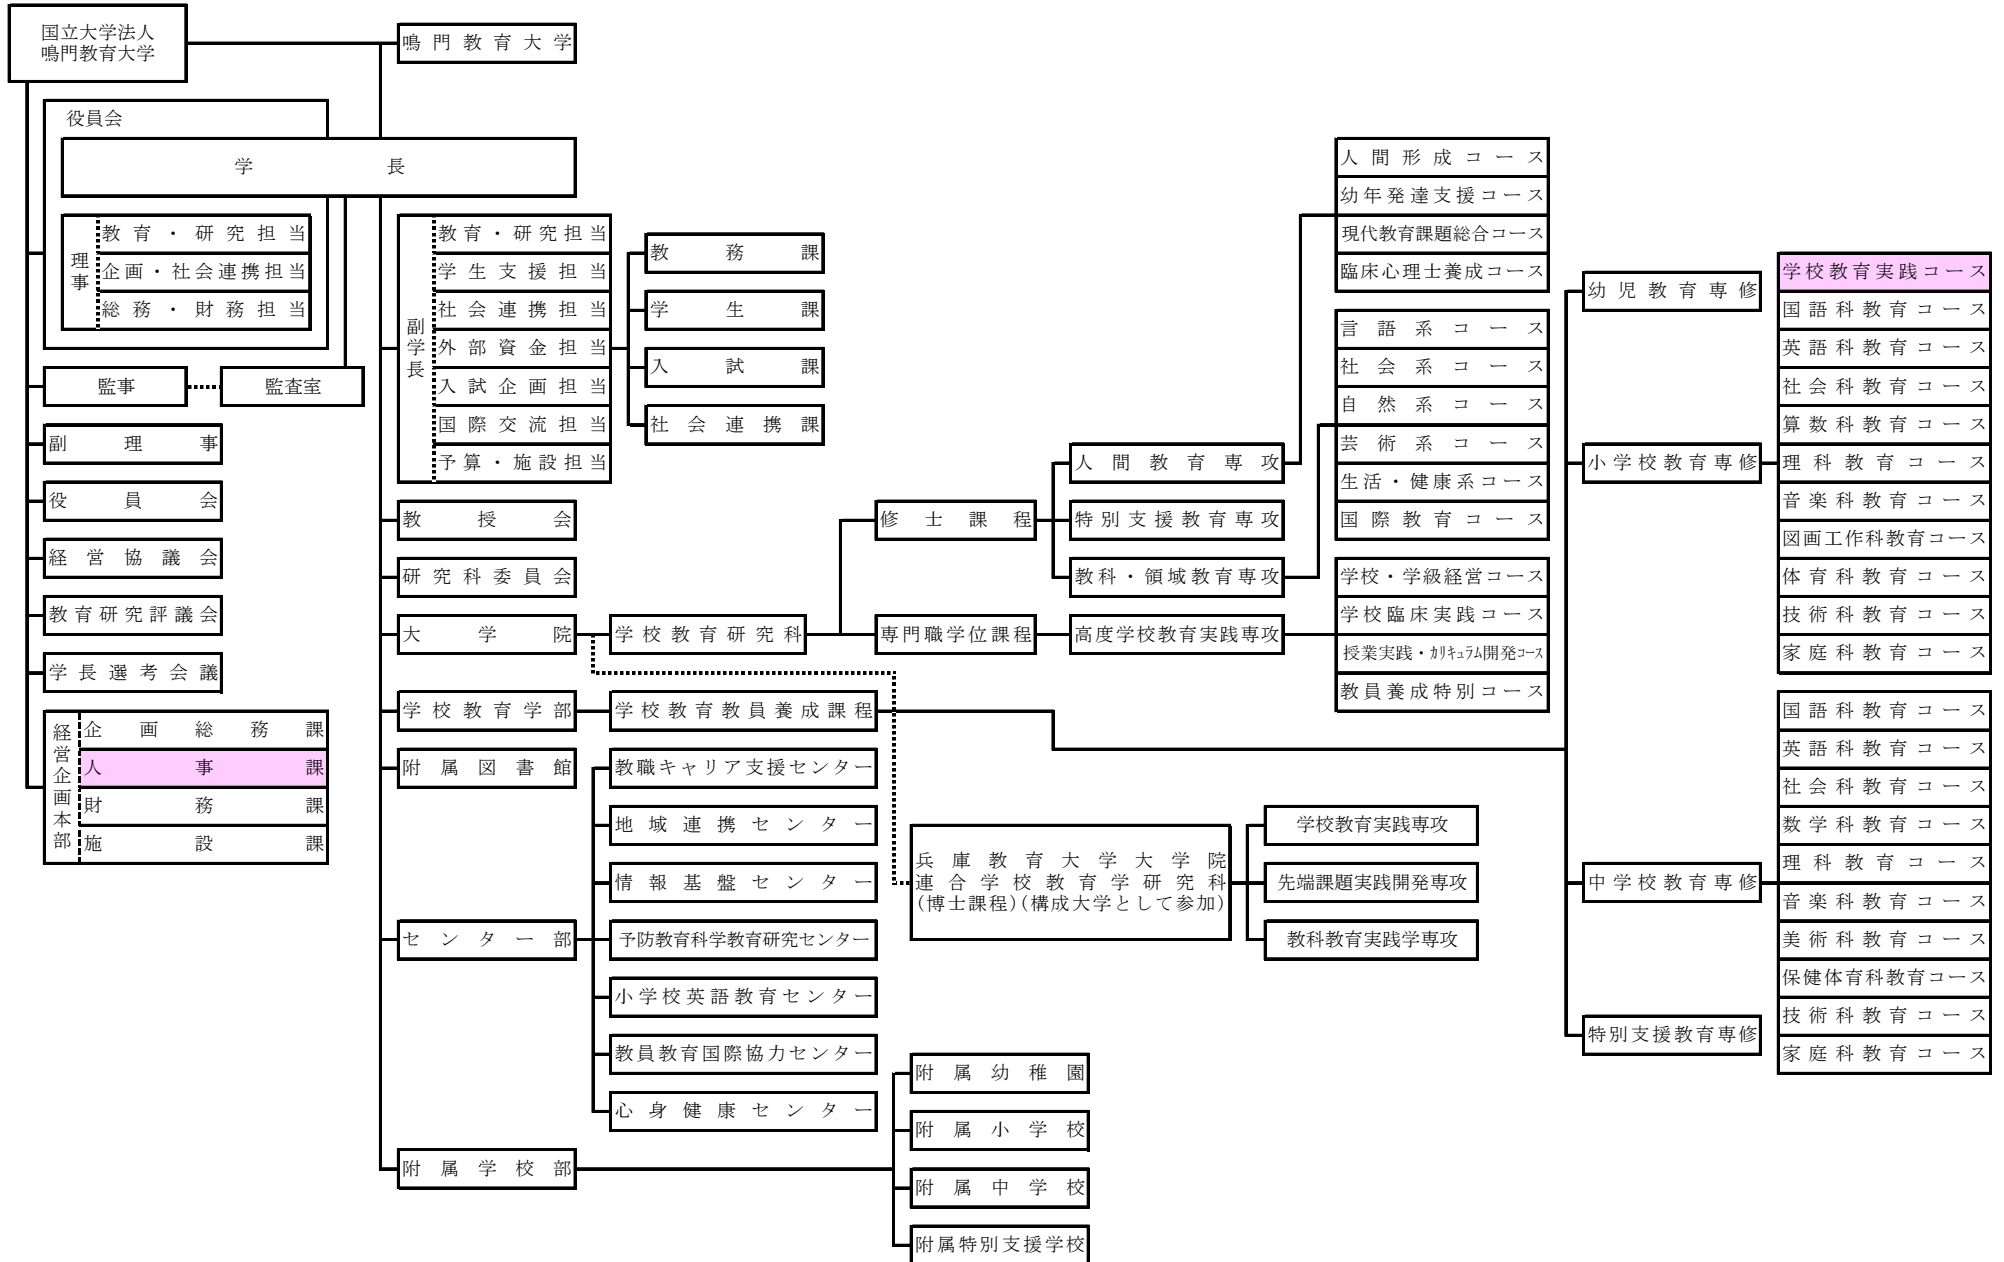 国立大学法人
鳴門教育大学
鳴門教育大学
役員会
学長
理事
教育・研究担当
企画・社会連携担当
総務・財務担当
監事
監査室
副理事
役員会
経営協議会
教育研究評議会
学長選考会議
経営企画本部
企画総務課
人事課
財務課
施設課
副学長
教育・研究担当
学生支援担当
社会連携担当
外部資金担当
入試企画担当
国際交流担当
予算・施設担当
教務課
学生課
入試課
社会連携課
教授会
研究科委員会
大学院
学校教育研究科
修士課程
人間教育専攻
特別支援教育専攻
教科・領域教育専攻
専門職学位課程
高度学校教育実践専攻
人間形成コース
幼年発達支援コース
現代教育課題総合コース
臨床心理士養成コース
言語系コース
社会系コース
自然系コース
芸術系コース
生活・健康系コース
国際教育コース
学校・学級経営コース
学校臨床実践コース
授業実践・カリキュラム開発コース
教員養成特別コース
学校教育学部
学校教育教員養成課程
附属図書館
センター部
教職キャリア支援センター
地域連携センター
情報基盤センター
予防教育科学教育研究センター
小学校英語教育センター
教員教育国際協力センター
心身健康センター
兵庫教育大学大学院
連合学校教育学研究科
(博士課程)(構成大学として参加)
学校教育実践専攻
先端課題実践開発専攻
教科教育実践学専攻
附属学校部
附属幼稚園
附属小学校
附属中学校
附属特別支援学校
幼児教育専修
小学校教育専修
中学校教育専修
特別支援教育専修
学校教育実践コース
国語科教育コース
英語科教育コース
社会科教育コース
算数科教育コース
理科教育コース
音楽科教育コース
図画工作科教育コース
体育科教育コース
技術科教育コース
家庭科教育コース
国語科教育コース
英語科教育コース
社会科教育コース
数学科教育コース
理科教育コース
音楽科教育コース
美術科教育コース
保健体育科教育コース
技術科教育コース
家庭科教育コース